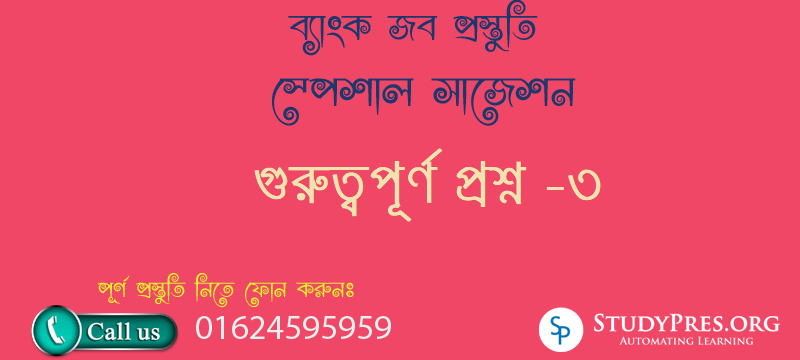 ব্যাংক জব প্রস্তুতি
স্পেশাল সাজেশন
গুরুত্বপূর্ণ প্রশ্ন -৩
পূর্ণ প্রস্তুতি নিতে ফোন করুনঃ
Call us 01624595959
SP STUDYPRES.ORG
AUTOMATING LEARNING